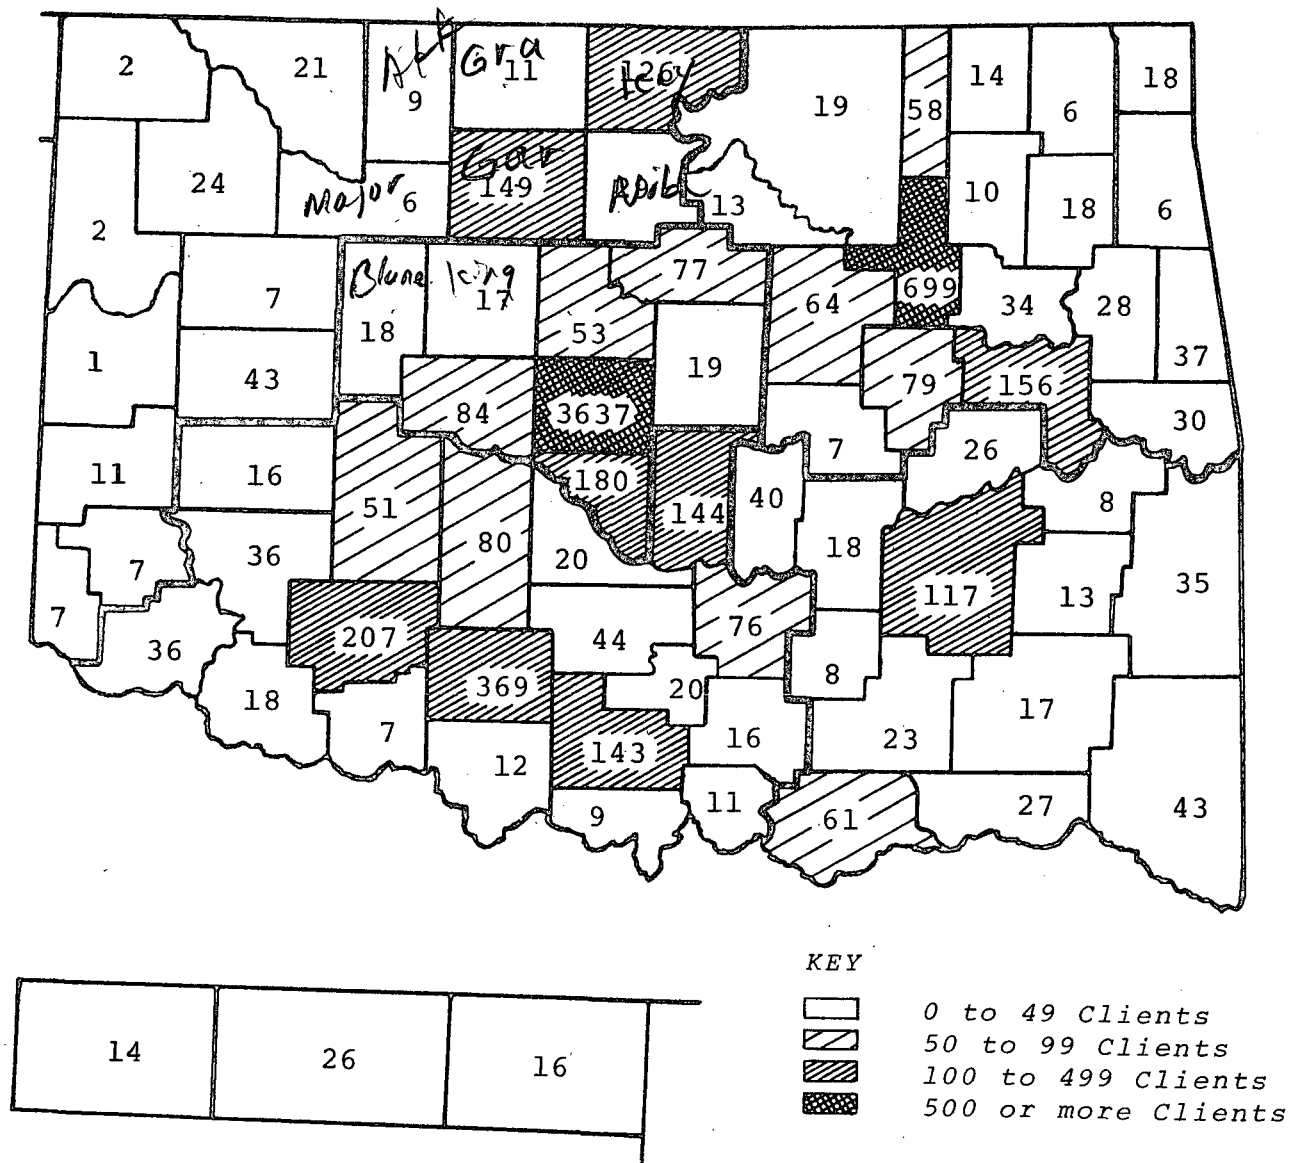 2 21 9 Gra 11 126 19 58 14 6 18
2 24 Major 6 Gar 149 13 10 18 6
7 18 King 17 53 77 64 699 34 28 37
1 43 84 3637 19 79 156 30
11 16 51 80 180 144 40 7 26 8
7 7 36 20 18 117 13 35
36 207 44 76 8
18 7 369 20 16 23 17
12 143 11 61 27 43
9
14 26 16
KEY
0 to 49 Clients
50 to 99 Clients
100 to 499 Clients
500 or more Clients